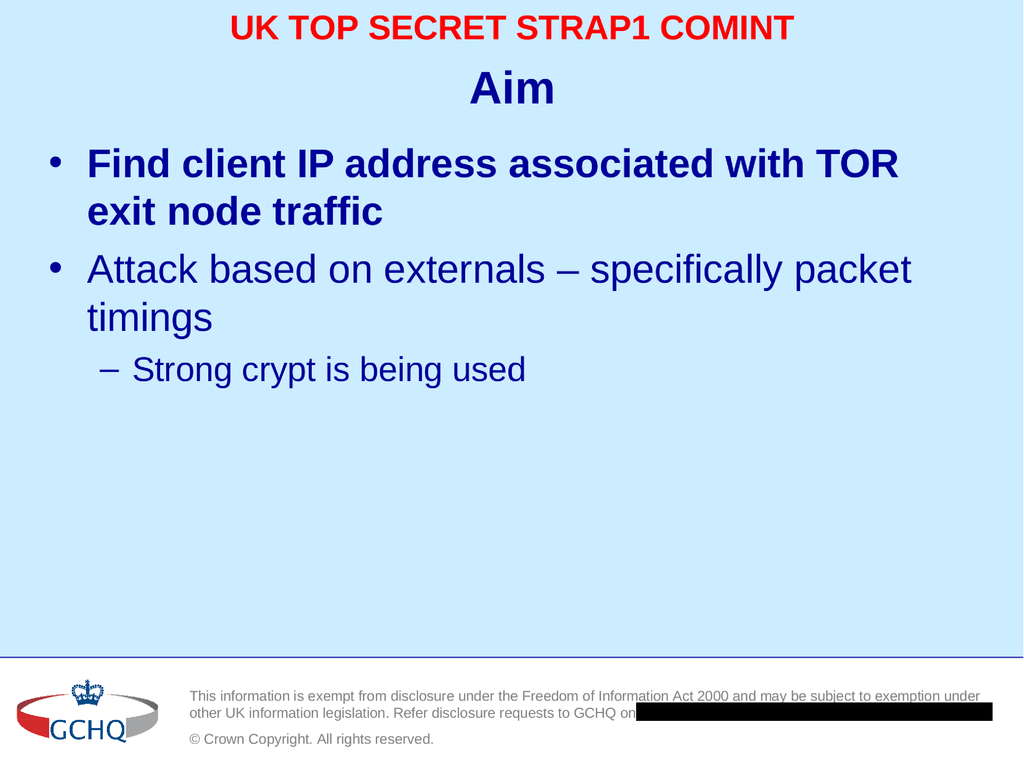 UK TOP SECRET STRAP1 COMINT
Aim
• Find client IP address associated with TOR
exit node traffic
• Attack based on externals – specifically packet
timings
– Strong crypt is being used
This information is exempt from disclosure under the Freedom of Information Act 2000 and may be subject to exemption under
other UK information legislation. Refer disclosure requests to GCHQ on
GCHQ
© Crown Copyright. All rights reserved.